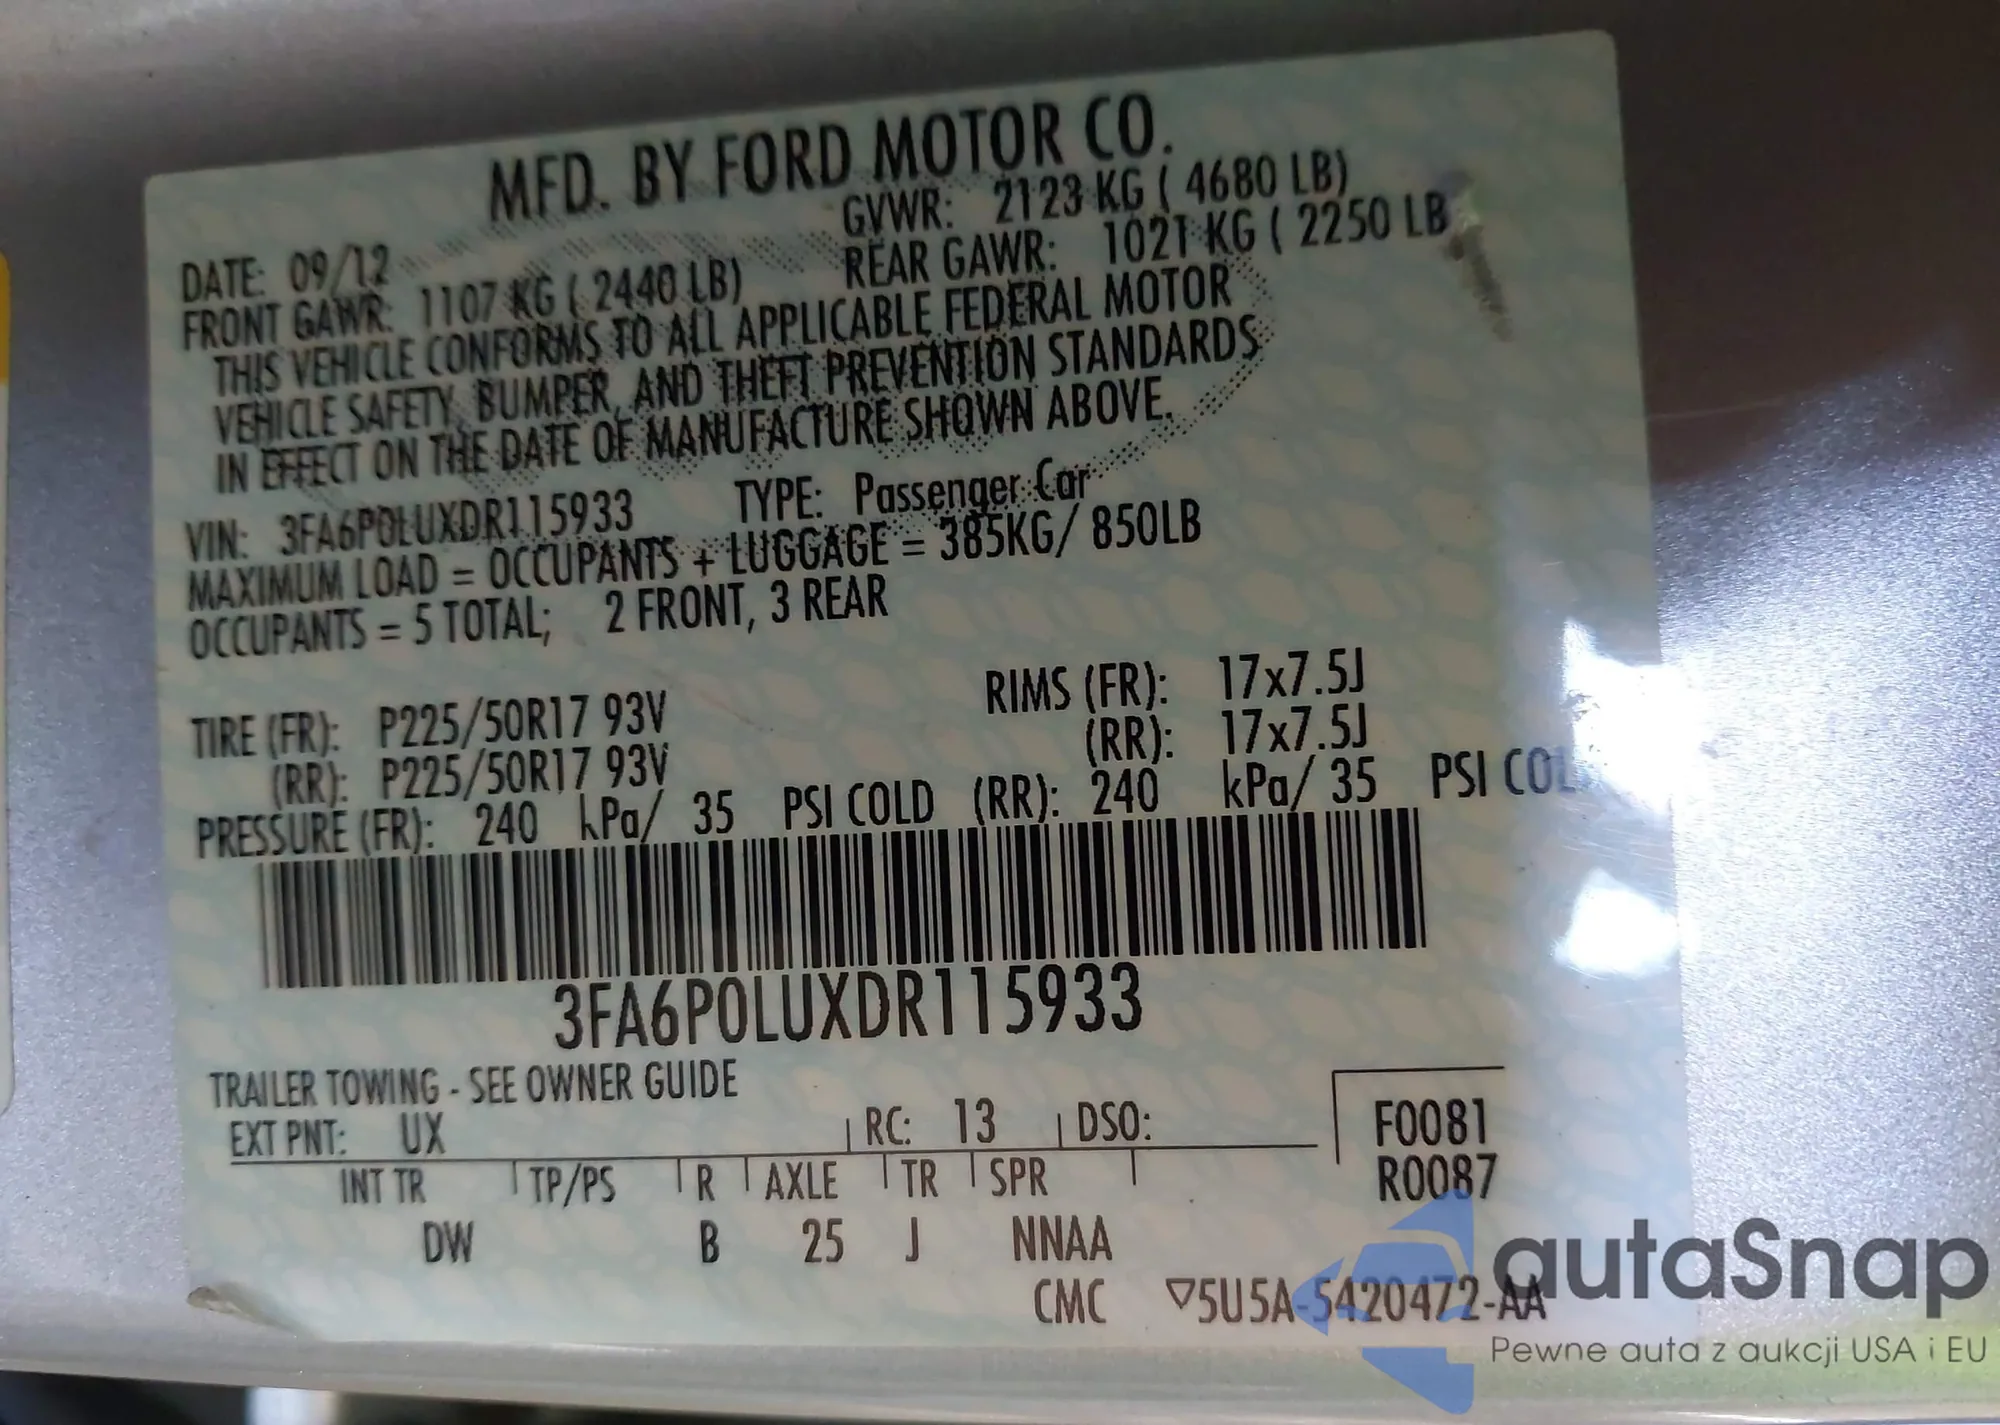 MFD. BY FORD MOTOR CO.
DATE: 09/12 GVWR: 2123 KG ( 4680 LB)
FRONT GAWR: 1107 KG ( 2440 LB) REAR GAWR: 1021 KG ( 2250 LB
THIS VEHICLE CONFORMS TO ALL APPLICABLE FEDERAL MOTOR
VEHICLE SAFETY, BUMPER, AND THEFT PREVENTION STANDARDS
IN EFFECT ON THE DATE OF MANUFACTURE SHOWN ABOVE.
VIN: 3FA6P0LUXDR115933 TYPE: Passenger Car
MAXIMUM LOAD = OCCUPANTS + LUGGAGE = 385KG/ 850LB
OCCUPANTS = 5 TOTAL; 2 FRONT, 3 REAR
TIRE (FR): P225/50R17 93V RIMS (FR): 17x7.5J
(RR): P225/50R17 93V (RR): 17x7.5J
PRESSURE (FR): 240 kPa/ 35 PSI COLD (RR): 240 kPa/ 35 PSI COL
3FA6P0LUXDR115933
TRAILER TOWING - SEE OWNER GUIDE
EXT PNT: UX RC: 13 DSO: F0081
INT TR TP/PS R AXLE TR SPR R0087
DW B 25 J NNAA
CMC ▽5U5A-5420472-AA
autaSnap
Pewne auta z aukcji USA i EU